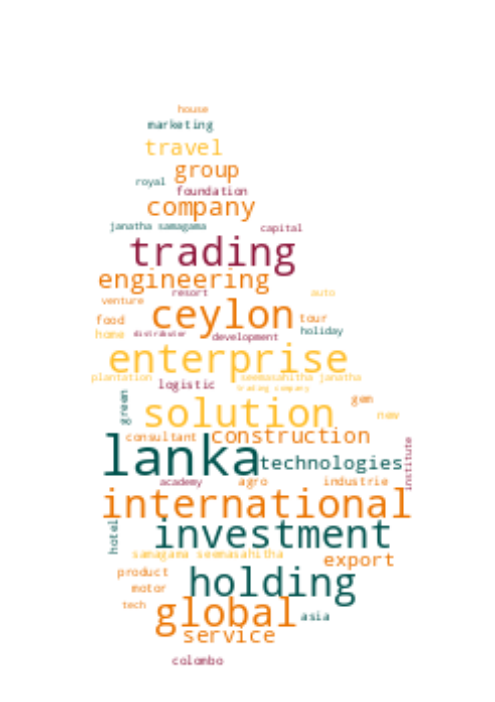 house
marketing
travel
group
royal
foundation
company
janatha samagama
capital
trading
engineering
resort
auto
venture
ceylon
food
tour
home
distributor
development
holiday
enterprise
plantation
seemasahitha janatha
logistic
trading company
green
gem
solution
new
consultant
construction
lanka
technologies
institute
academy
agro
industrie
international
hotel
investment
samagama seemasahitha
export
product
holding
motor
tech
global
asia
service
colombo